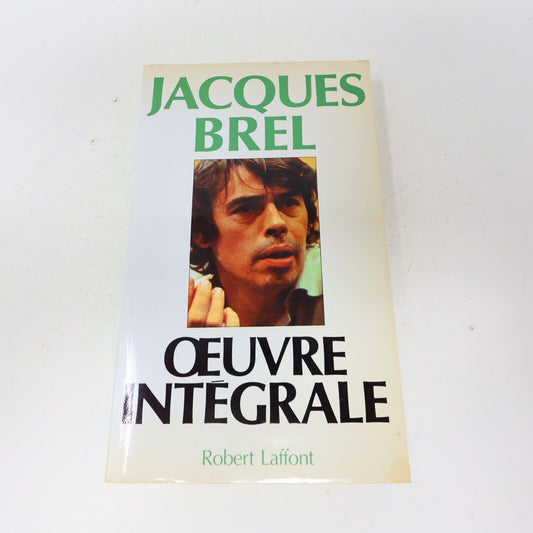 JACQUES
BREL
ŒUVRE
INTÉGRALE
Robert Laffont